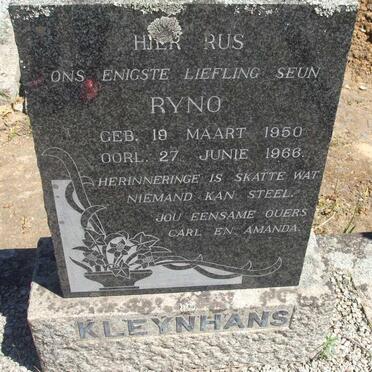 HIER RUS
ONS ENIGSTE LIEFLING SEUN
RYNO
GEB. 19 MAART 1950
OORL. 27 JUNIE 1966.
HERINNERINGE IS SKATTE WAT
NIEMAND KAN STEEL.
JOU EENSAME OUERS
CARL EN AMANDA.
KLEYNHANS